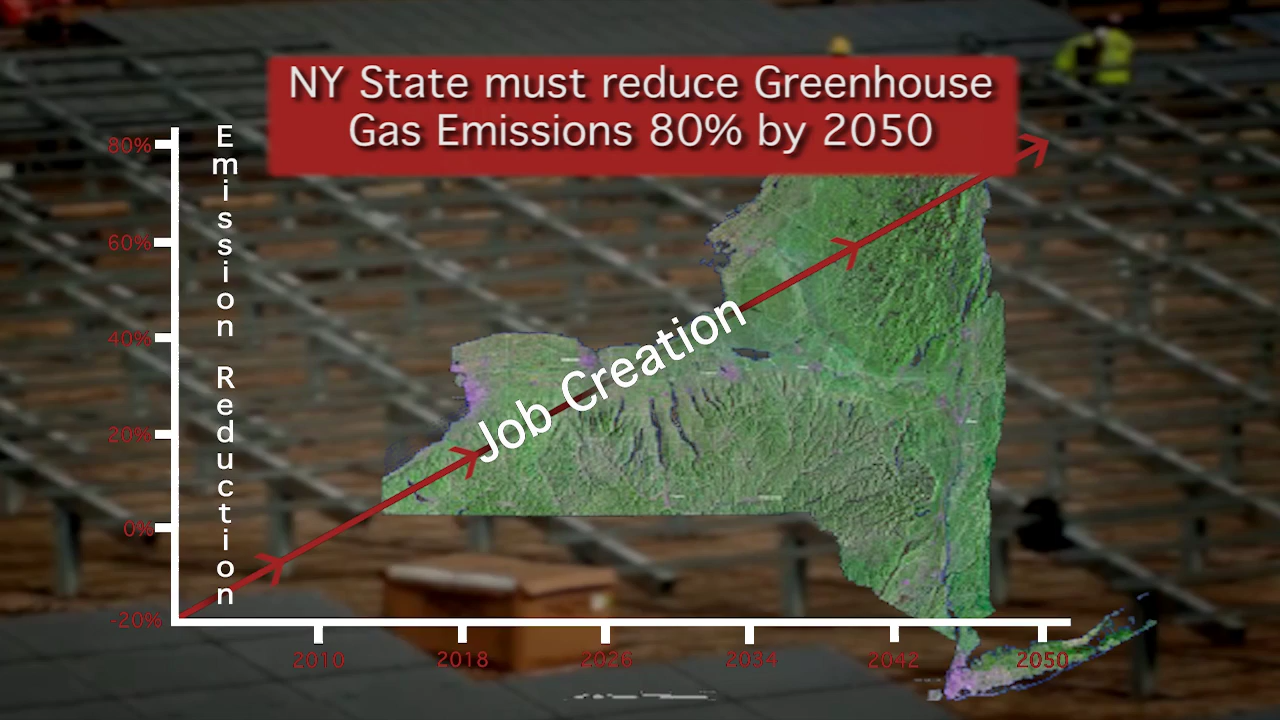 NY State must reduce Greenhouse
Gas Emissions 80% by 2050
Emission Reduction
80%
60%
40%
20%
0%
-20%
Job Creation
2010 2018 2026 2034 2042 2050